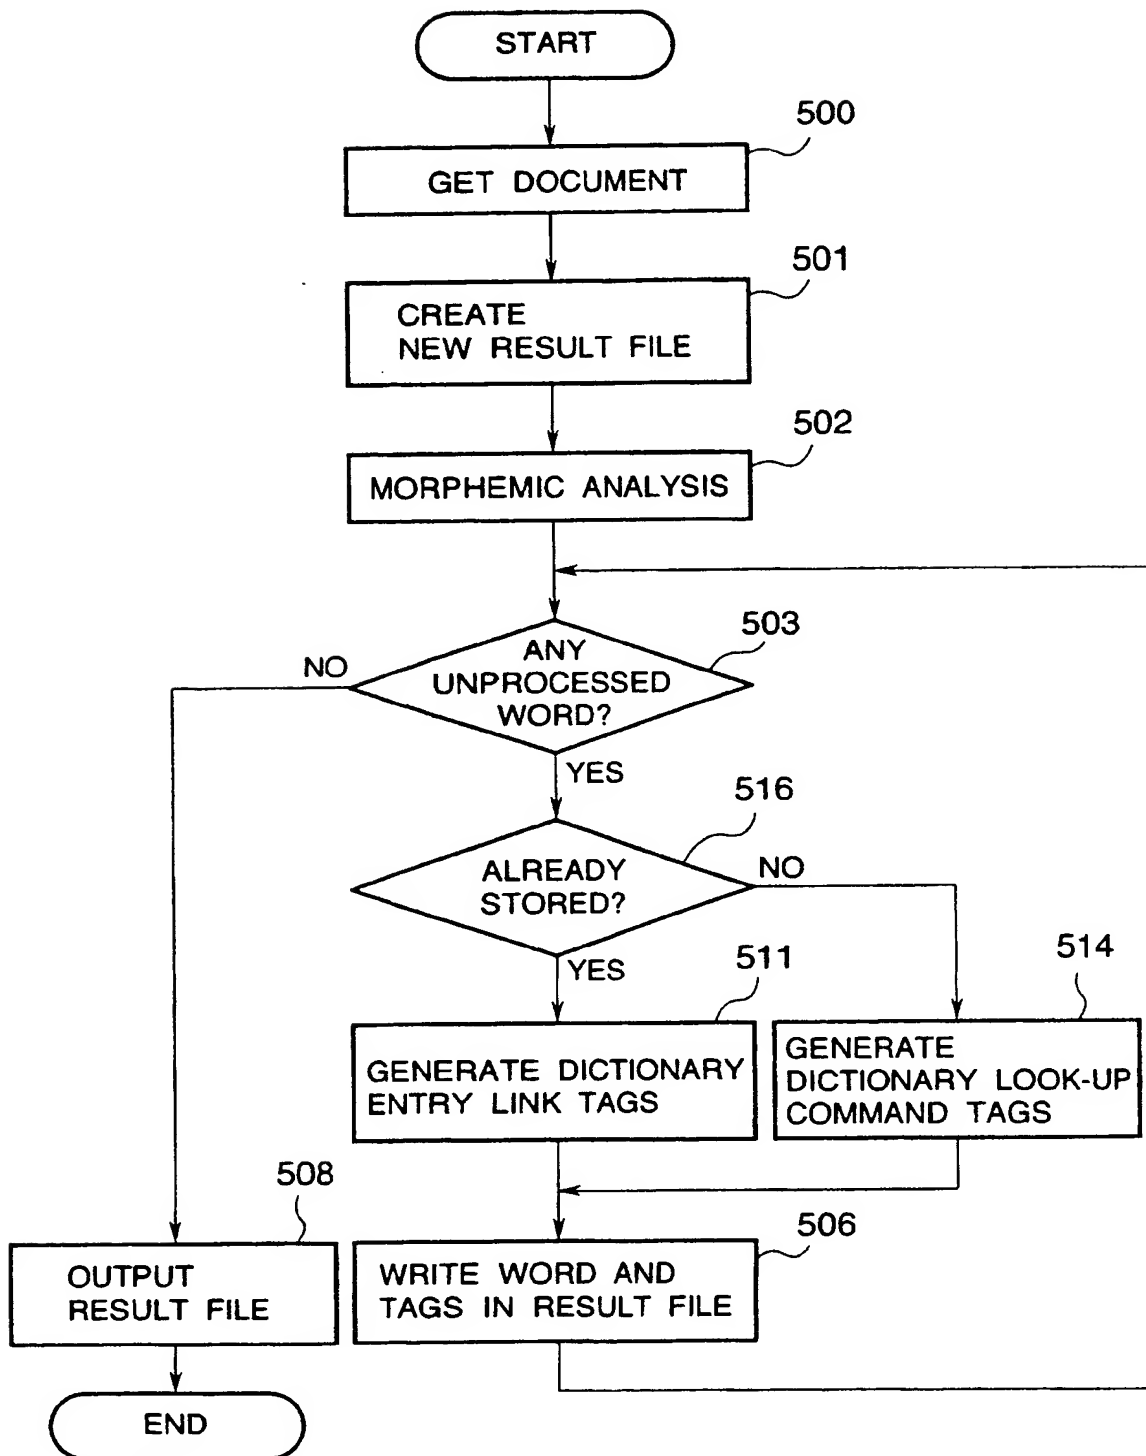 START
500
GET DOCUMENT
501
CREATE
NEW RESULT FILE
502
MORPHEMIC ANALYSIS
503
NO
ANY
UNPROCESSED
WORD?
YES
516
ALREADY
STORED?
NO
YES
511
514
GENERATE DICTIONARY
ENTRY LINK TAGS
GENERATE
DICTIONARY LOOK-UP
COMMAND TAGS
508
506
OUTPUT
RESULT FILE
WRITE WORD AND
TAGS IN RESULT FILE
END